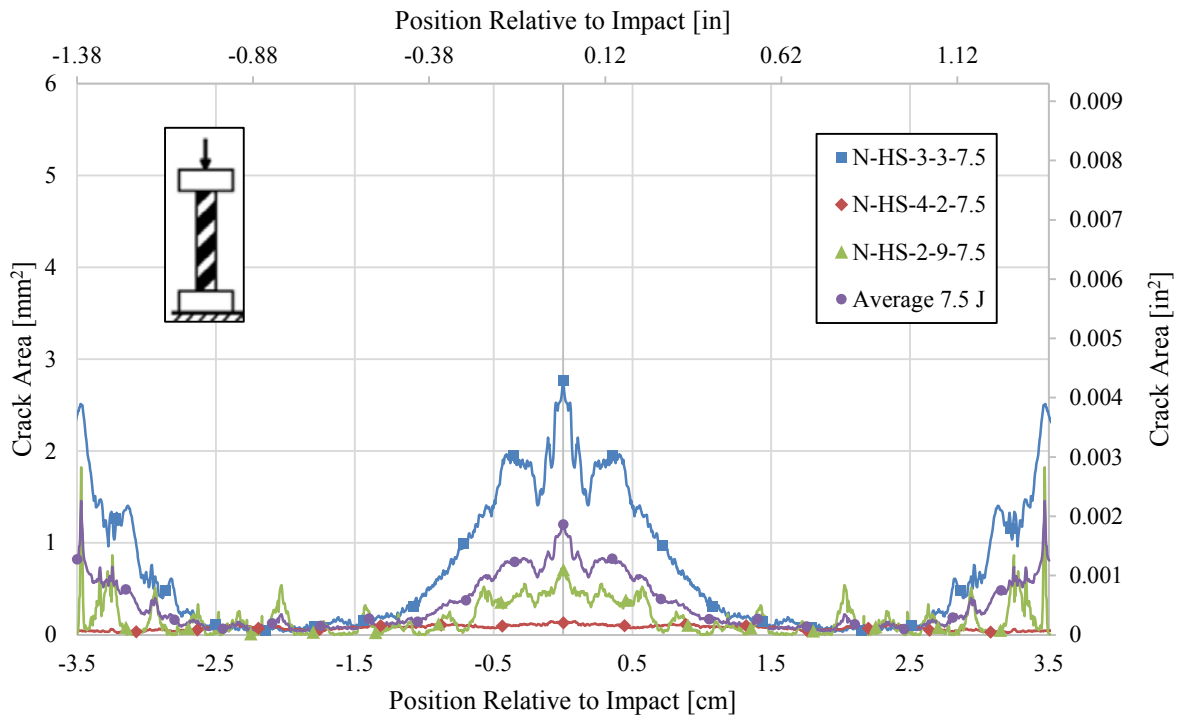 Position Relative to Impact [in]
-1.38 -0.88 -0.38 0.12 0.62 1.12
6 5 4 3 2 1 0
Crack Area [mm²]
0.009 0.008 0.007 0.006 0.005 0.004 0.003 0.002 0.001 0
Crack Area [in²]
N-HS-3-3-7.5
N-HS-4-2-7.5
N-HS-2-9-7.5
Average 7.5 J
-3.5 -2.5 -1.5 -0.5 0.5 1.5 2.5 3.5
Position Relative to Impact [cm]